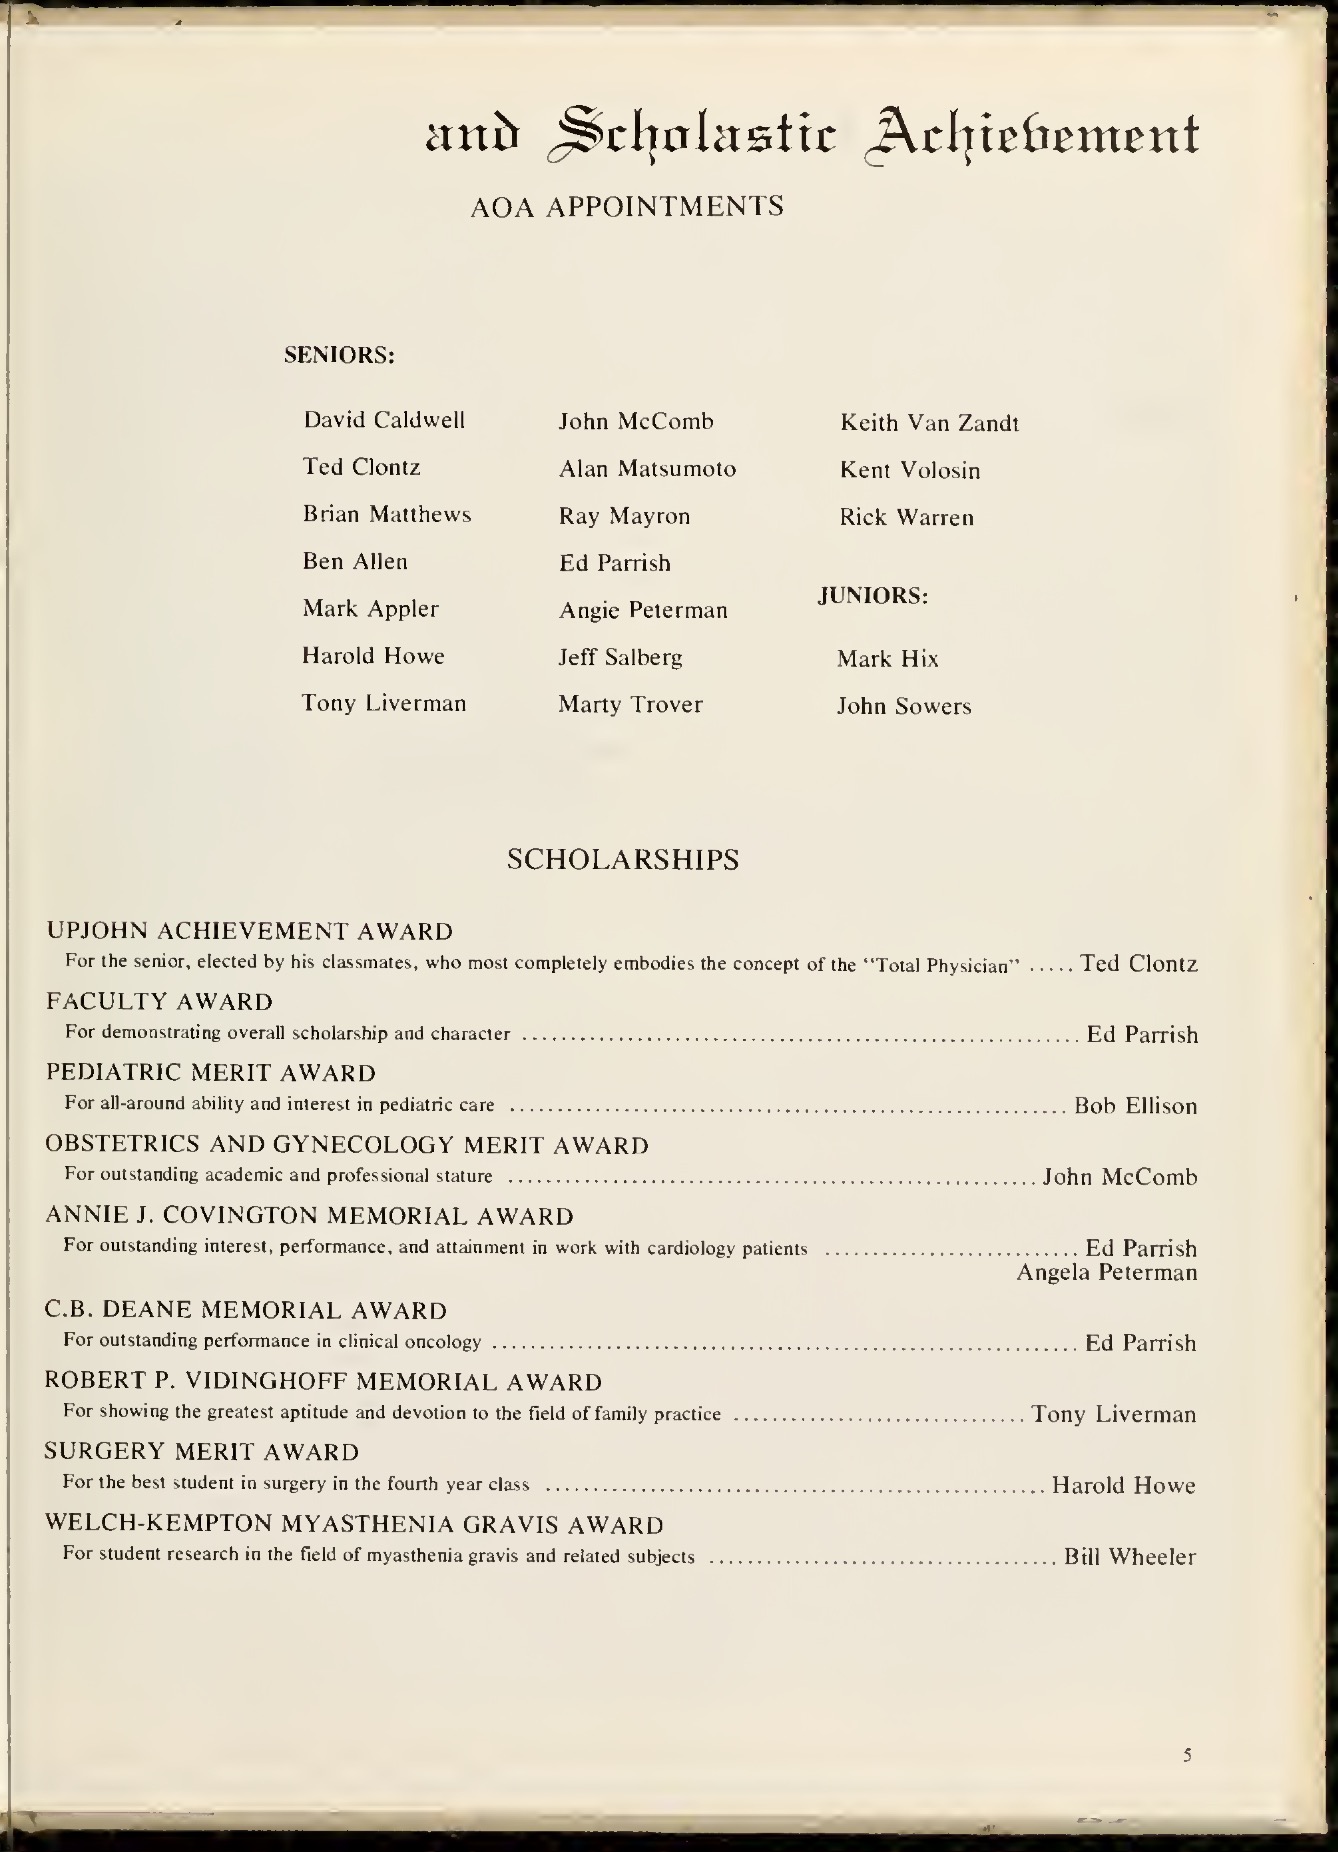 and Scholastic Achievement
AOA APPOINTMENTS
SENIORS:
David Caldwell
Ted Clontz
Brian Matthews
Ben Allen
Mark Appler
Harold Howe
Tony Liverman
John McComb
Alan Matsumoto
Ray Mayron
Ed Parrish
Angie Peterman
Jeff Salberg
Marty Trover
Keith Van Zandt
Kent Volosin
Rick Warren
JUNIORS:
Mark Hix
John Sowers
SCHOLARSHIPS
UPJOHN ACHIEVEMENT AWARD
For the senior, elected by his classmates, who most completely embodies the concept of the "Total Physician" ..... Ted Clontz
FACULTY AWARD
For demonstrating overall scholarship and character ........................................................ Ed Parrish
PEDIATRIC MERIT AWARD
For all-around ability and interest in pediatric care ........................................................ Bob Ellison
OBSTETRICS AND GYNECOLOGY MERIT AWARD
For outstanding academic and professional stature ..................................................... John McComb
ANNIE J. COVINGTON MEMORIAL AWARD
For outstanding interest, performance, and attainment in work with cardiology patients .......................... Ed Parrish
Angela Peterman
C.B. DEANE MEMORIAL AWARD
For outstanding performance in clinical oncology ........................................................... Ed Parrish
ROBERT P. VIDINGHOFF MEMORIAL AWARD
For showing the greatest aptitude and devotion to the field of family practice .............................. Tony Liverman
SURGERY MERIT AWARD
For the best student in surgery in the fourth year class .................................................. Harold Howe
WELCH-KEMPTON MYASTHENIA GRAVIS AWARD
For student research in the field of myasthenia gravis and related subjects ................................... Bill Wheeler
5